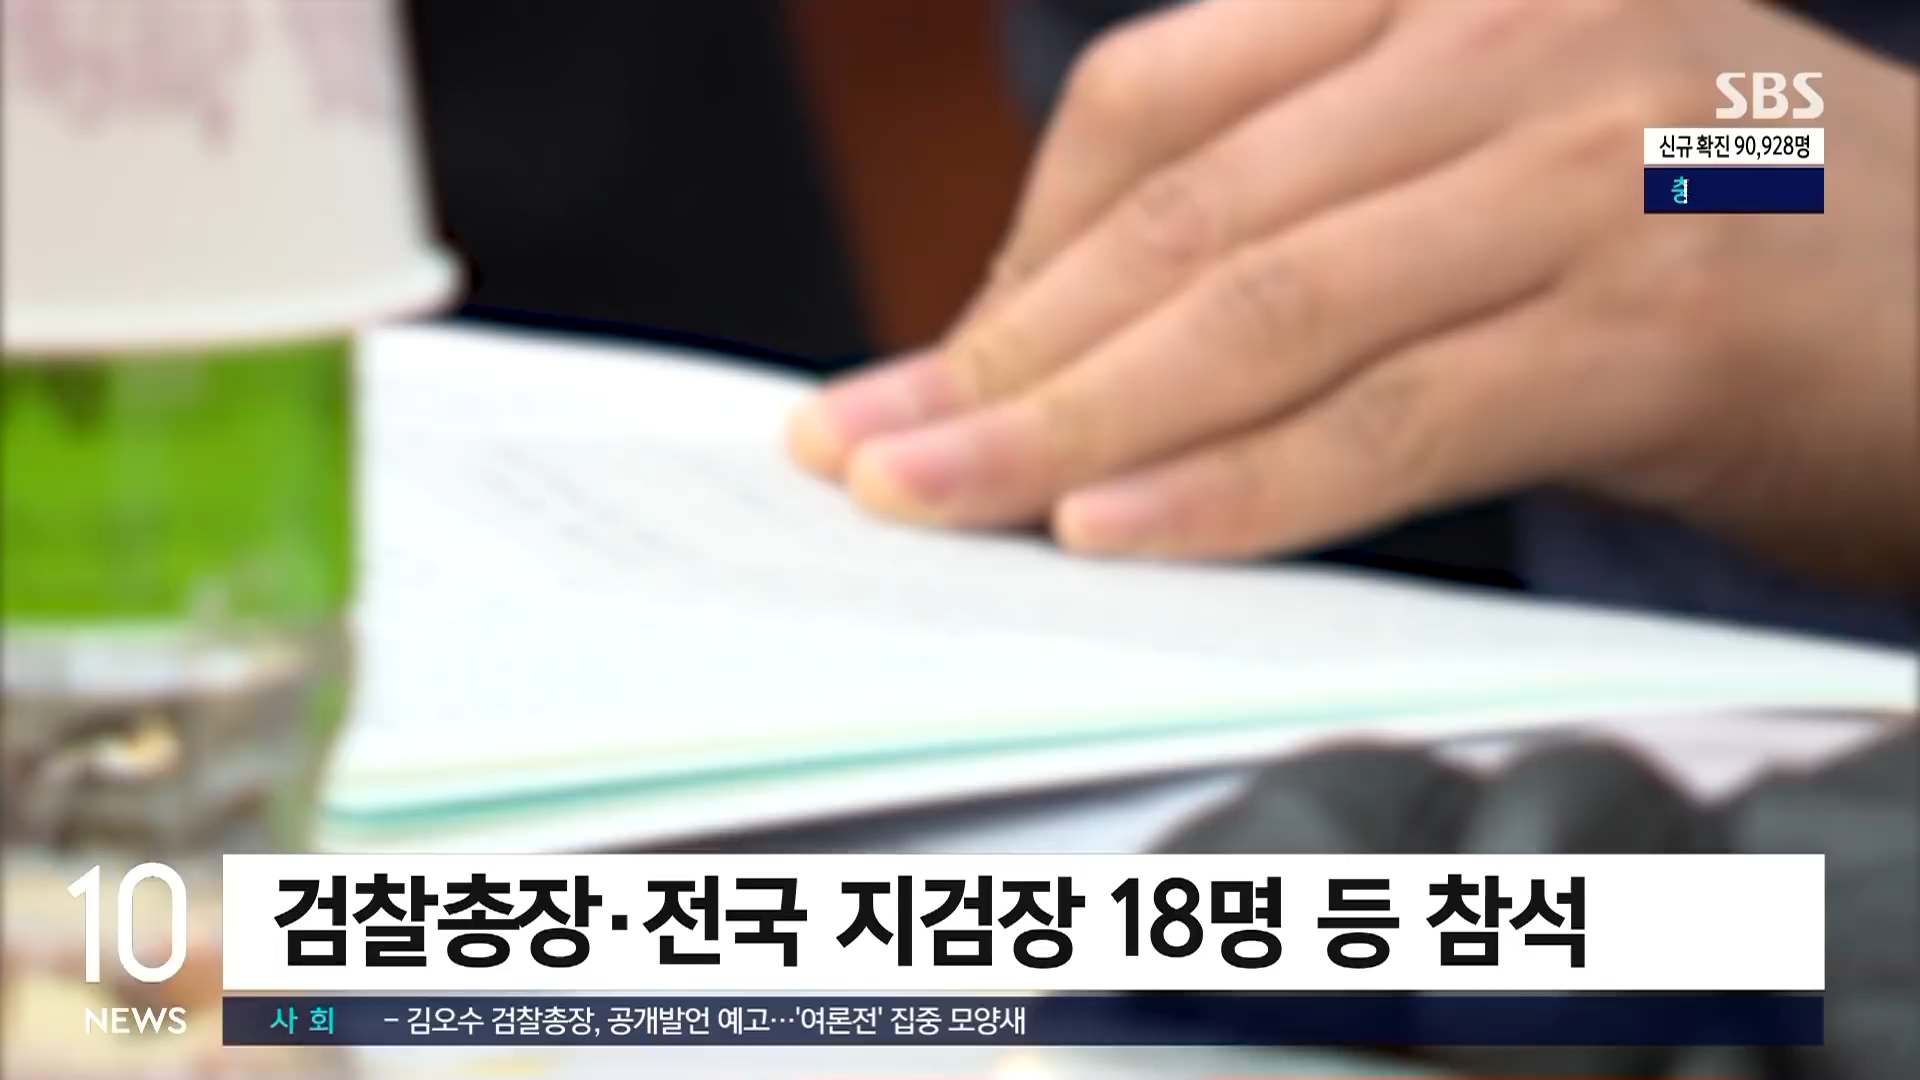 SBS
신규 확진 90,928명
10
NEWS
검찰총장·전국 지검장 18명 등 참석
사 회 – 김오수 검찰총장, 공개발언 예고…'여론전' 집중 모양새